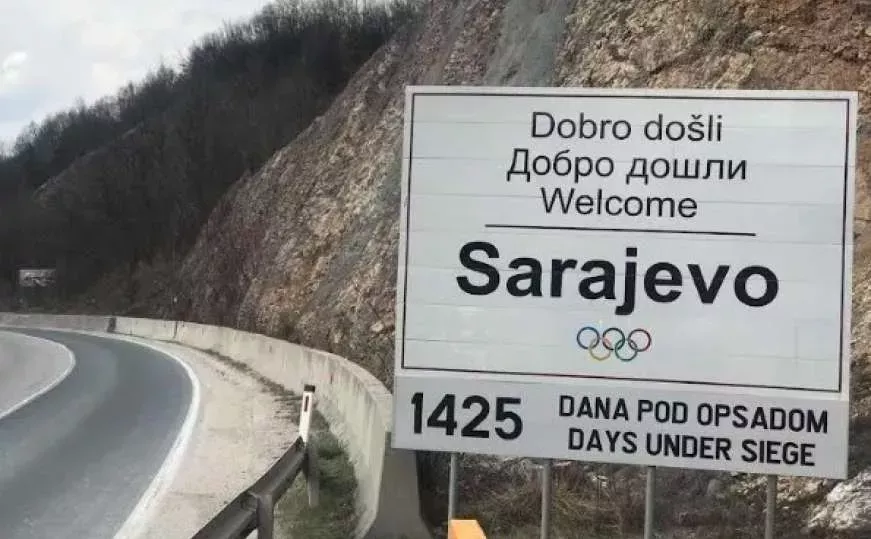 Dobro došli
Добро дошли
Welcome
Sarajevo
1425 DANA POD OPSADOM
DAYS UNDER SIEGE